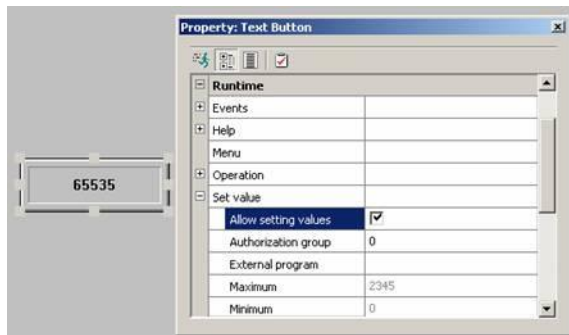 Property: Text Button
Runtime
Events
Help
Menu
Operation
65535
Set value
Allow setting values
Authorization group 0
External program
Maximum 2345
Minimum 0